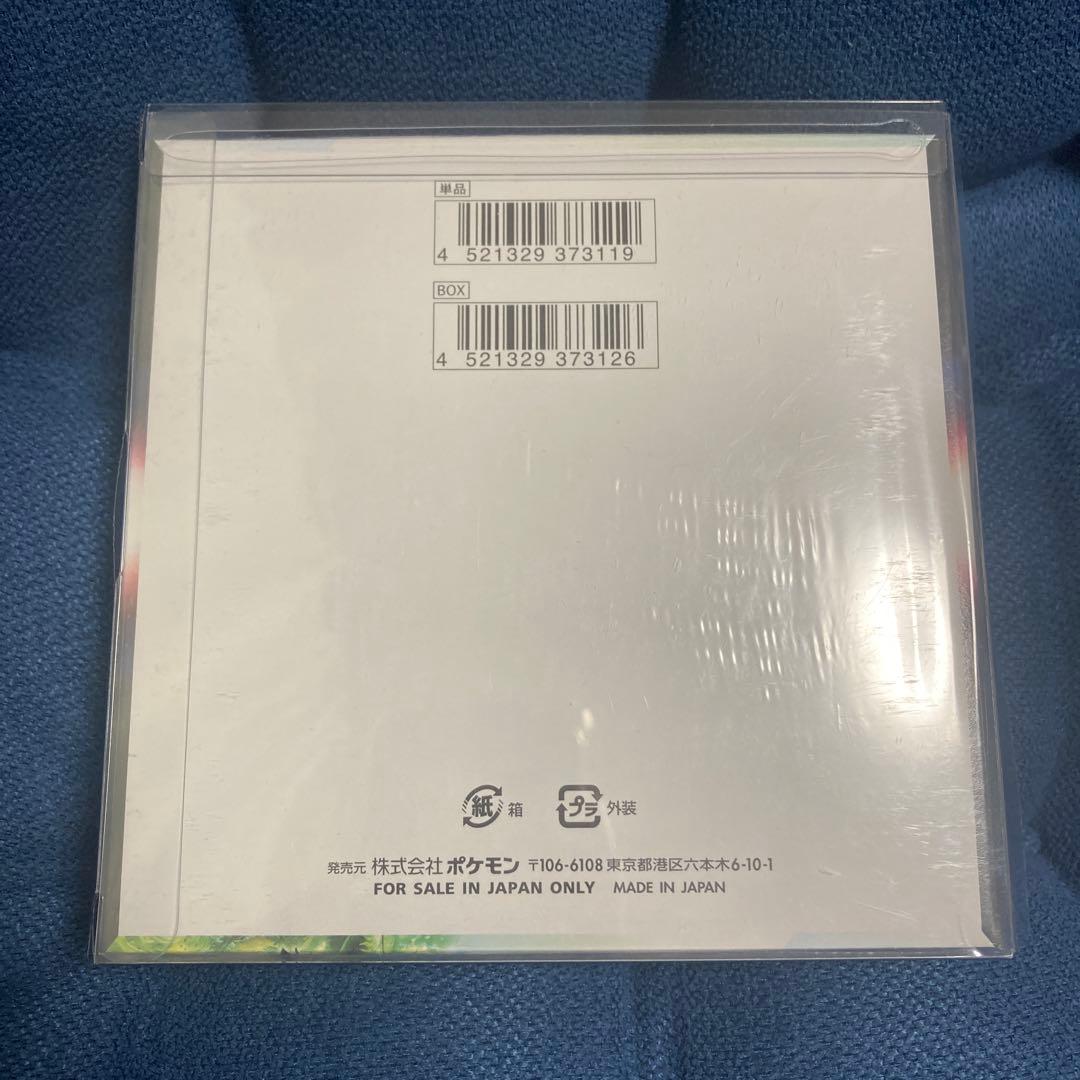 単品
4 521329 373119
BOX
4 521329 373126
紙 箱 プラ 外装
発売元 株式会社ポケモン 〒106-6108 東京都港区六本木6-10-1
FOR SALE IN JAPAN ONLY MADE IN JAPAN